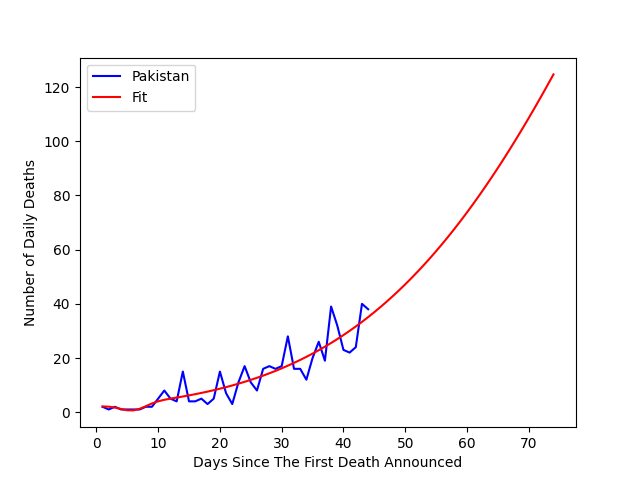 Pakistan
Fit
Number of Daily Deaths
120
100
80
60
40
20
0
0 10 20 30 40 50 60 70
Days Since The First Death Announced